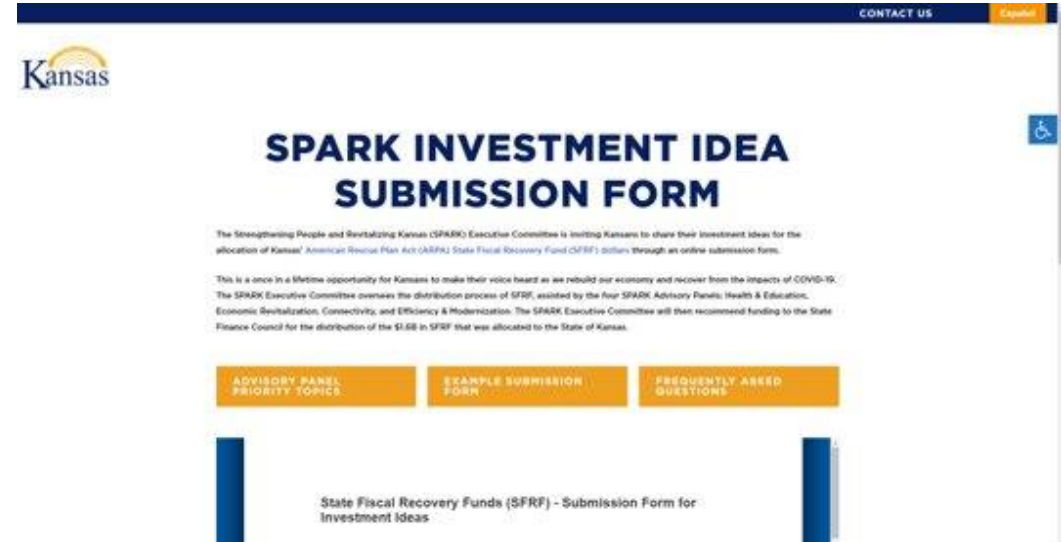 CONTACT US
Español
Kansas
SPARK INVESTMENT IDEA
SUBMISSION FORM
The Strengthening People and Revitalizing Kansas (SPARK) Executive Committee is inviting Kansans to share their investment ideas for the
allocation of Kansas' American Rescue Plan Act (ARPA) State Fiscal Recovery Fund (SFRF) dollars through an online submission form.
This is a once in a lifetime opportunity for Kansans to make their voice heard as we rebuild our economy and recover from the impacts of COVID-19.
The SPARK Executive Committee oversees the distribution process of SFRF, assisted by the four SPARK Advisory Panels: Health & Education,
Economic Revitalization, Connectivity, and Efficiency & Modernization. The SPARK Executive Committee will then recommend funding to the State
Finance Council for the distribution of the $1.6B in SFRF that was allocated to the State of Kansas.
ADVISORY PANEL
PRIORITY TOPICS
EXAMPLE SUBMISSION
FORM
FREQUENTLY ASKED
QUESTIONS
State Fiscal Recovery Funds (SFRF) - Submission Form for
Investment Ideas